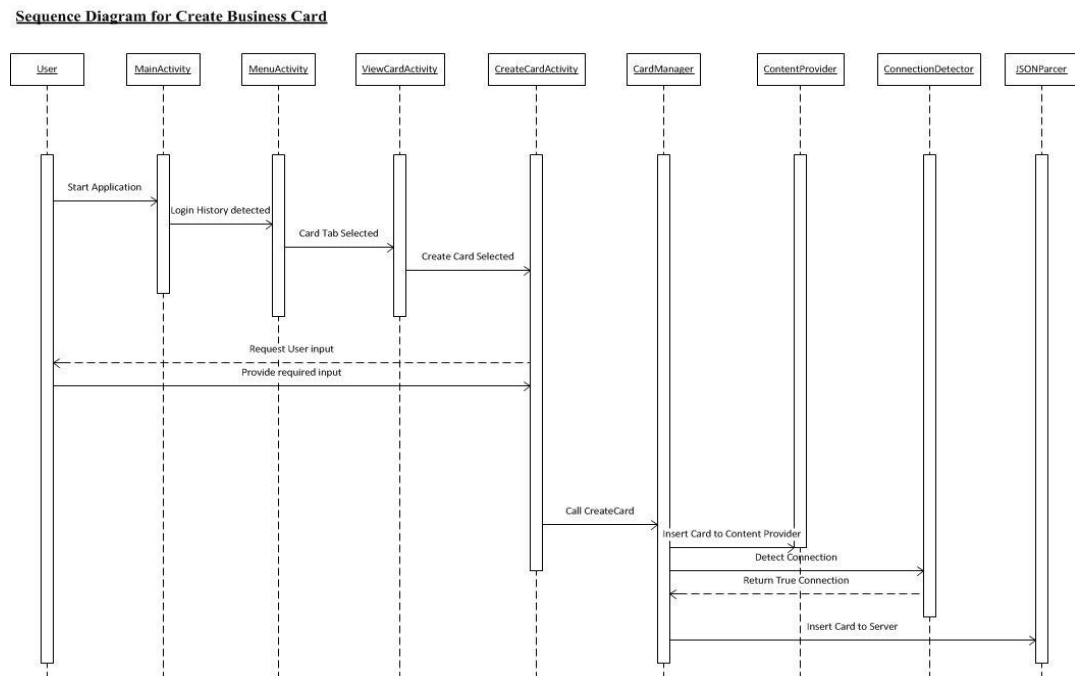 Sequence Diagram for Create Business Card
User
MainActivity
MenuActivity
ViewCardActivity
CreateCardActivity
CardManager
ContentProvider
ConnectionDetector
JSONParcer
Start Application
Login History detected
Card Tab Selected
Create Card Selected
Request User input
Provide required input
Call CreateCard
Insert Card to Content Provider
Detect Connection
Return True Connection
Insert Card to Server